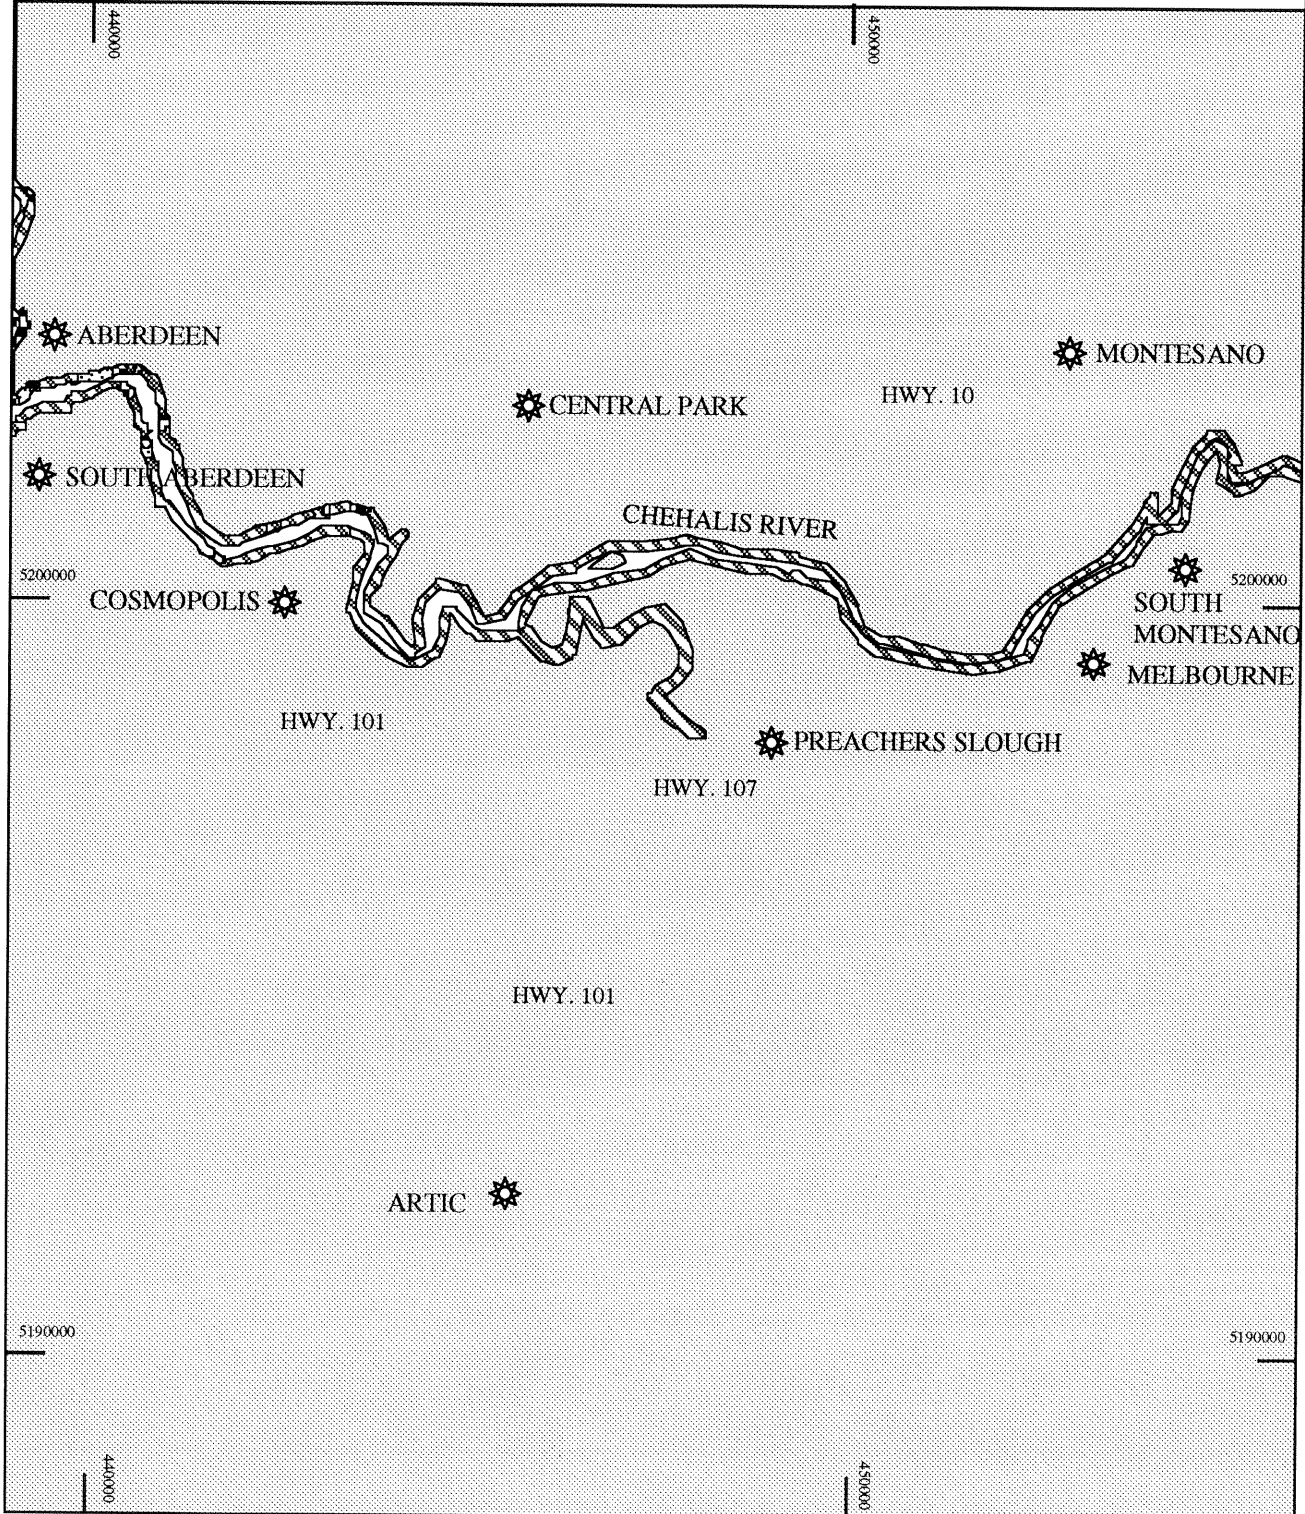 440000
450000
ABERDEEN
MONTESANO
HWY. 10
CENTRAL PARK
SOUTH ABERDEEN
CHEHALIS RIVER
5200000
5200000
COSMOPOLIS
SOUTH
MONTESANO
MELBOURNE
HWY. 101
PREACHERS SLOUGH
HWY. 107
HWY. 101
ARTIC
5190000
5190000
440000
450000